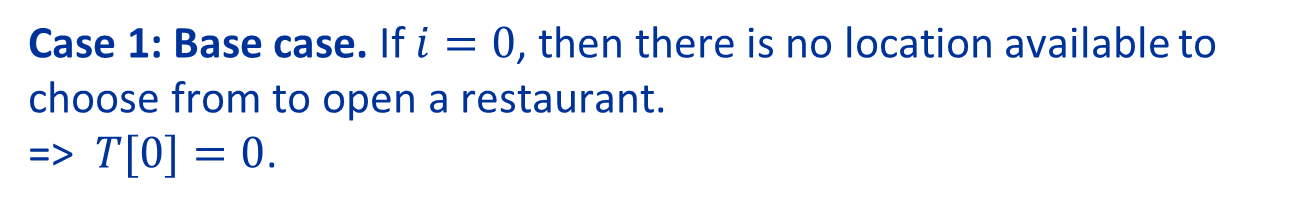 Case 1: Base case. If i = 0, then there is no location available to
choose from to open a restaurant.
=> T[0] = 0.